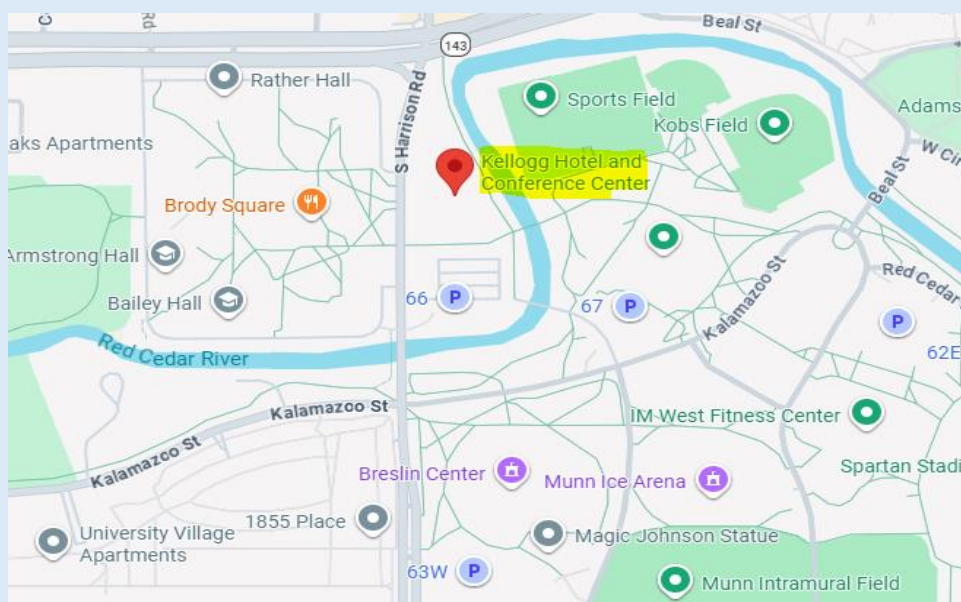 Rd
143
Beal St
Rather Hall
Sports Field
S Harrison Rd
Kobs Field
Adams
aks Apartments
W Cir
Kellogg Hotel and
Conference Center
Beal St
Brody Square
Armstrong Hall
Red Cedar
Bailey Hall
66
P
67
P
Kalamazoo St
P
62E
Red Cedar River
Kalamazoo St
IM West Fitness Center
Kalamazoo St
Breslin Center
Munn Ice Arena
Spartan Stadi
1855 Place
University Village
Apartments
Magic Johnson Statue
63W
P
Munn Intramural Field